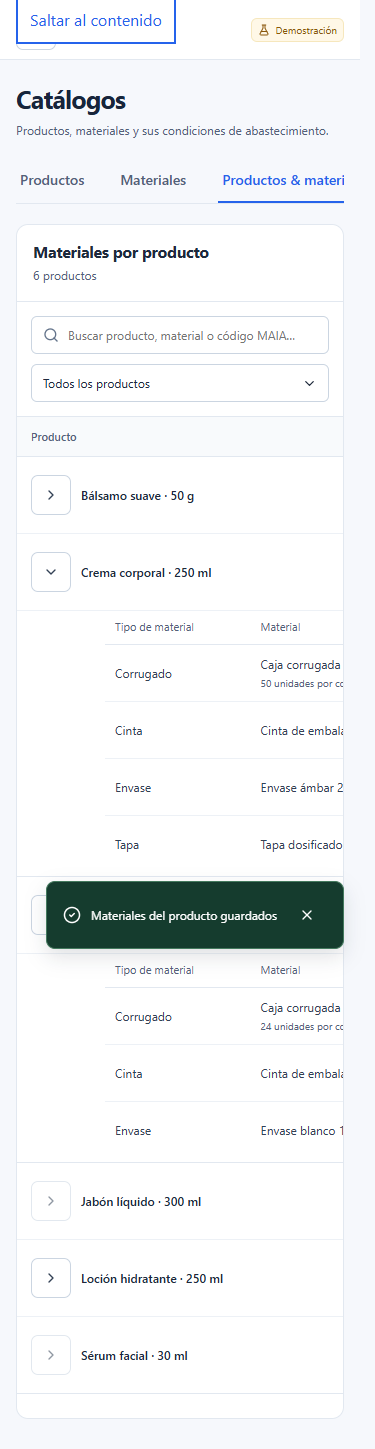 Saltar al contenido
Demostración
Catálogos
Productos, materiales y sus condiciones de abastecimiento.
Productos
Materiales
Productos & materi
Materiales por producto
6 productos
Buscar producto, material o código MAIA...
Todos los productos
Producto
Bálsamo suave · 50 g
Crema corporal · 250 ml
Tipo de material
Material
Corrugado
Caja corrugada
50 unidades por co
Cinta
Cinta de embala
Envase
Envase ámbar 2
Tapa
Tapa dosificado
Materiales del producto guardados
Tipo de material
Material
Corrugado
Caja corrugada
24 unidades por co
Cinta
Cinta de embala
Envase
Envase blanco 1
Jabón líquido · 300 ml
Loción hidratante · 250 ml
Sérum facial · 30 ml